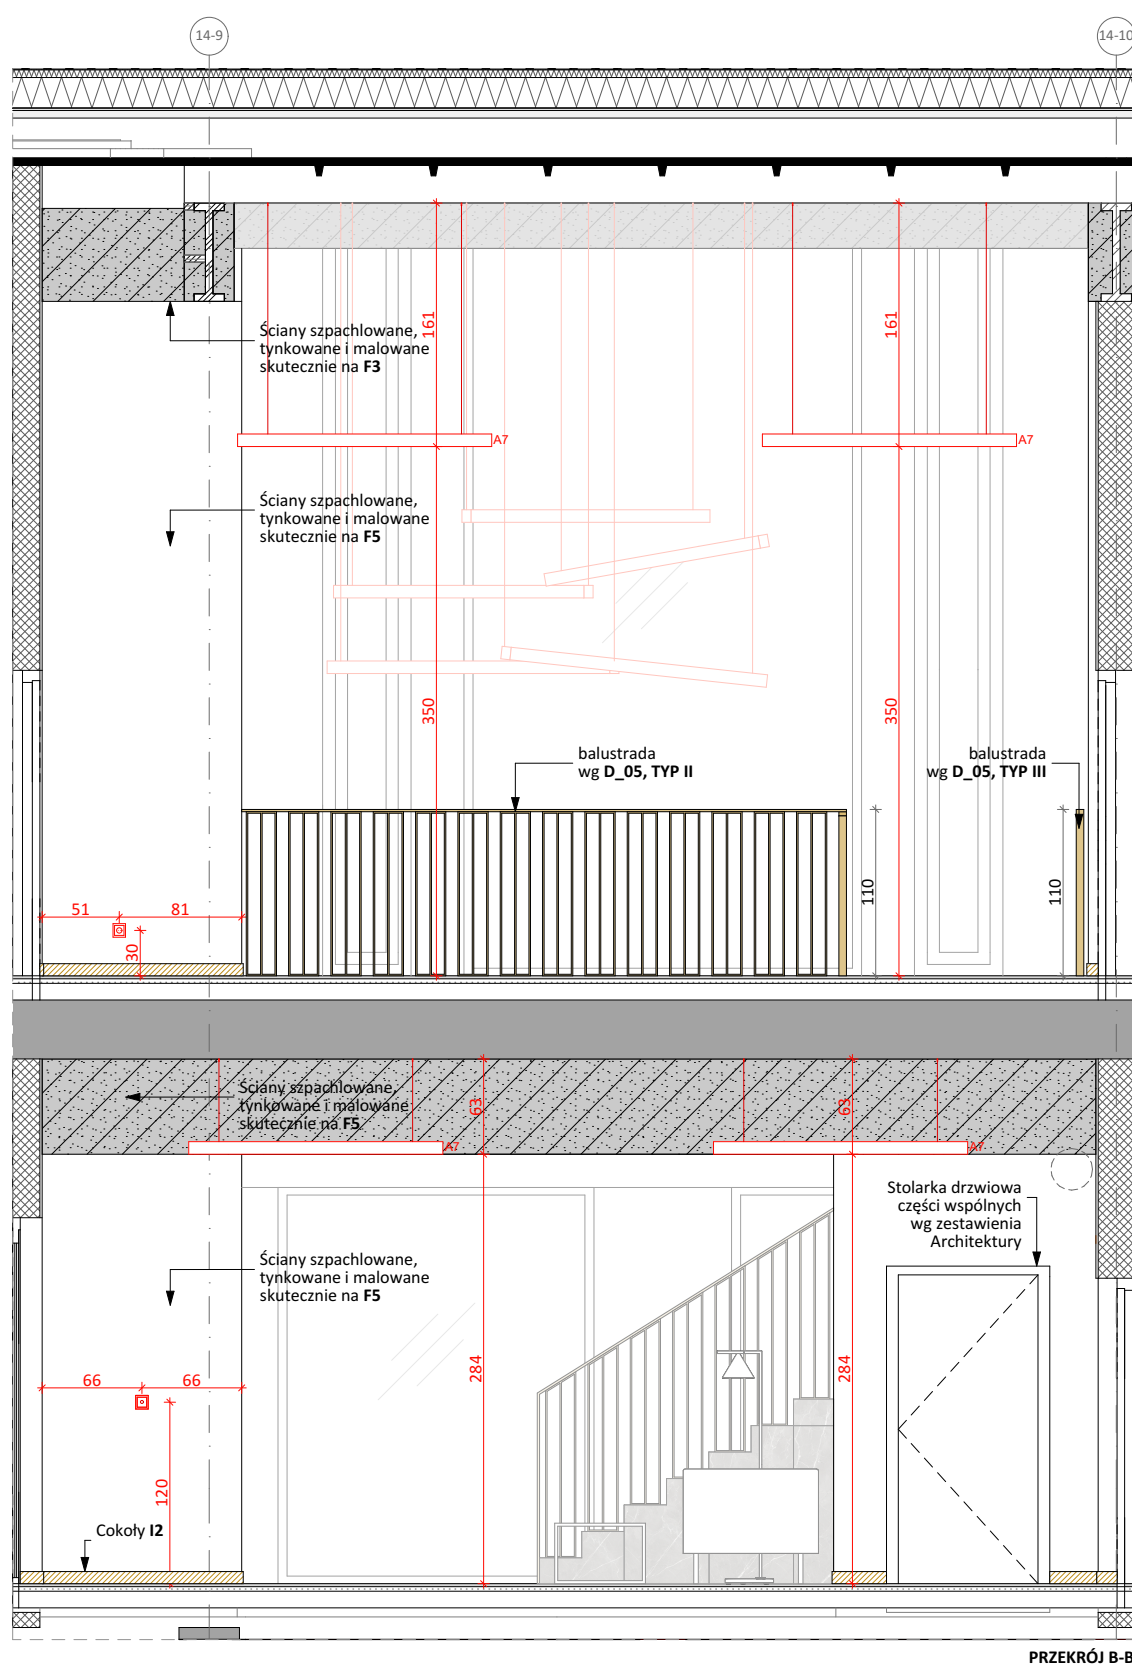 14-9
14-10
161
161
Ściany szpachlowane,
tynkowane i malowane
skutecznie na F3
A7
A7
Ściany szpachlowane,
tynkowane i malowane
skutecznie na F5
350
350
balustrada
wg D_05, TYP II
balustrada
wg D_05, TYP III
110
110
51
81
30
Ściany szpachlowane,
tynkowane i malowane
skutecznie na F5
63
63
A7
A7
Stolarka drzwiowa
części wspólnych
wg zestawienia
Architektury
Ściany szpachlowane,
tynkowane i malowane
skutecznie na F5
284
284
66
66
120
Cokoły I2
PRZEKRÓJ B-B